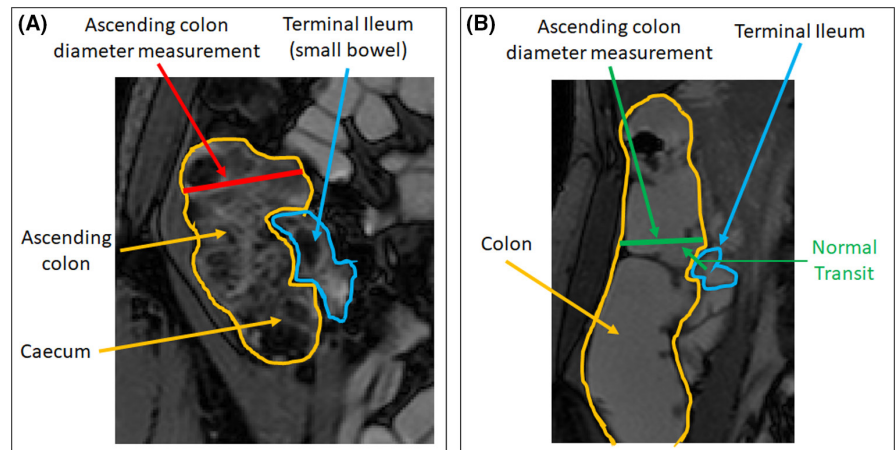 (A)
Ascending colon
diameter measurement
Terminal Ileum
(small bowel)
Ascending
colon
Caecum
(B)
Ascending colon
diameter measurement
Terminal Ileum
Colon
Normal
Transit